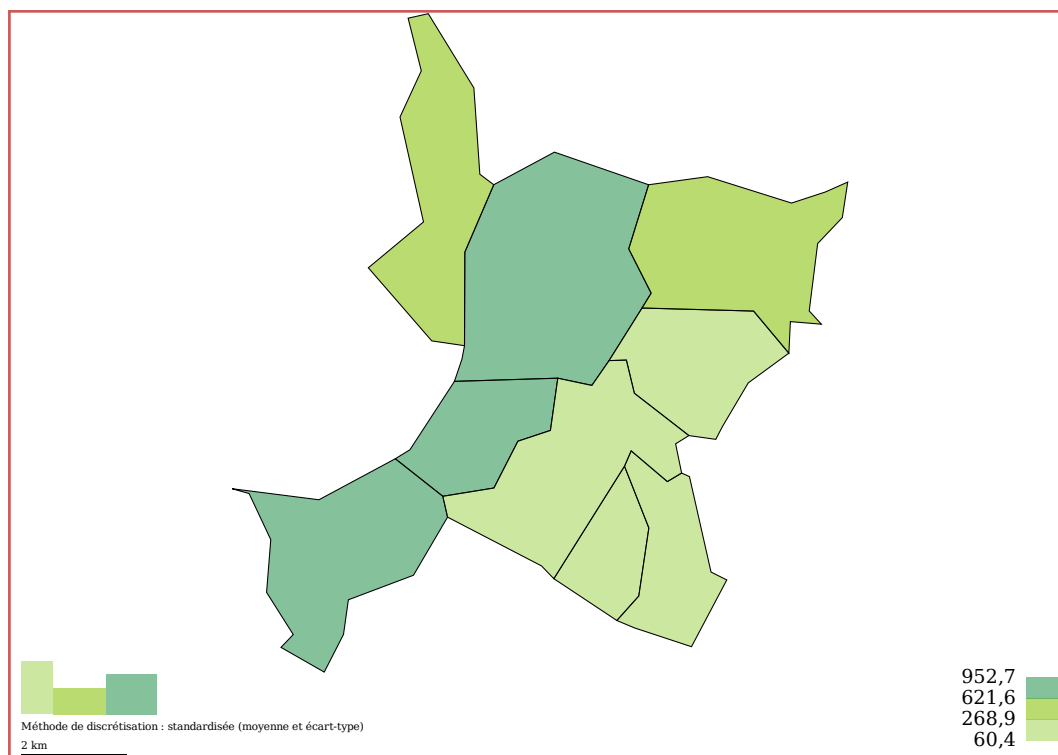 952,7
621,6
268,9
60,4
Méthode de discrétisation : standardisée (moyenne et écart-type)
2 km